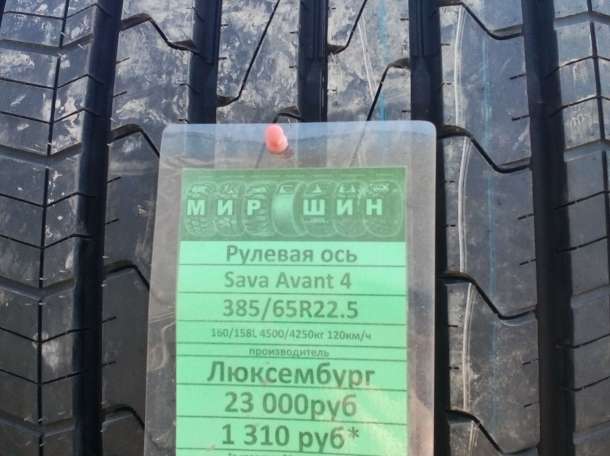 МИР ШИН
Рулевая ось
Sava Avant 4
385/65R22.5
160/158L 4500/4250кг 120км/ч
производитель
Люксембург
23 000руб
1 310 руб*